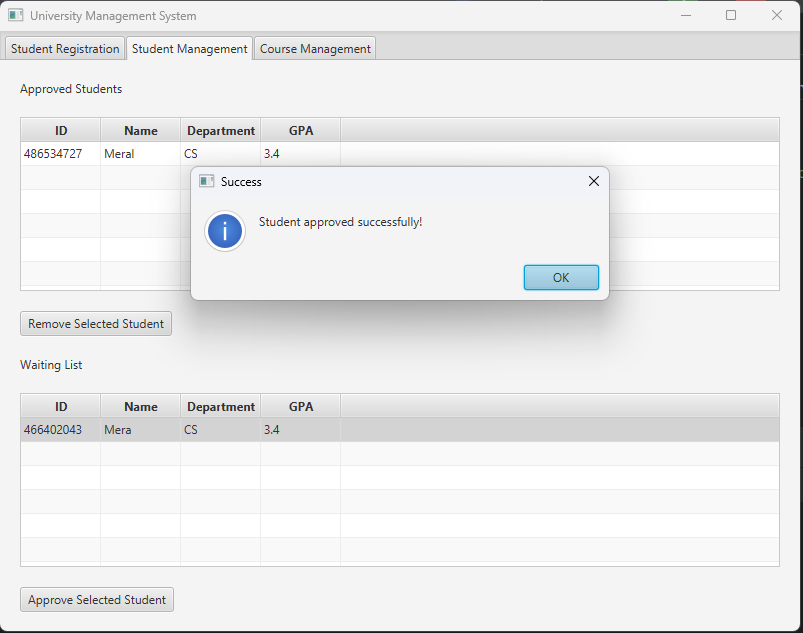 University Management System
Student Registration Student Management Course Management
Approved Students
ID Name Department GPA
486534727 Meral CS 3.4
Success
i
Student approved successfully!
OK
Remove Selected Student
Waiting List
ID Name Department GPA
466402043 Mera CS 3.4
Approve Selected Student